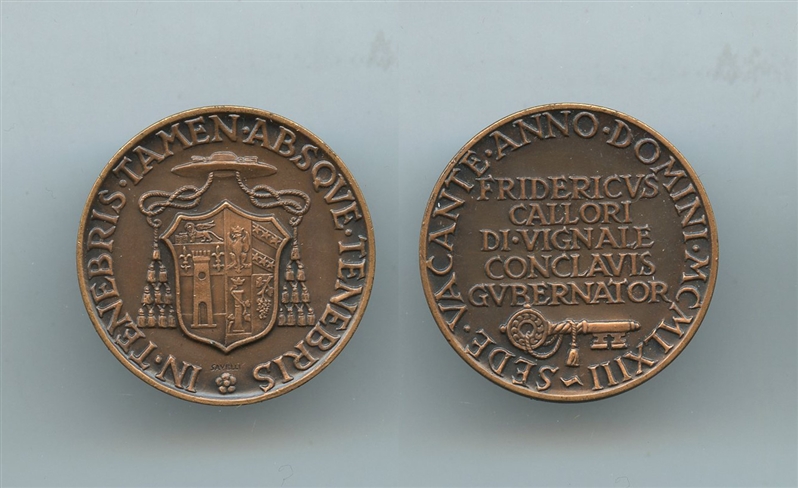 IN·TENEBRIS·TAMEN·ABSQVE·TENEBRIS
SAVELLI
SEDE·VACANTE·ANNO·DOMINI·MCMLXIII
FRIDERICVS
CALLORI
DI·VIGNALE
CONCLAVIS
GVBERNATOR